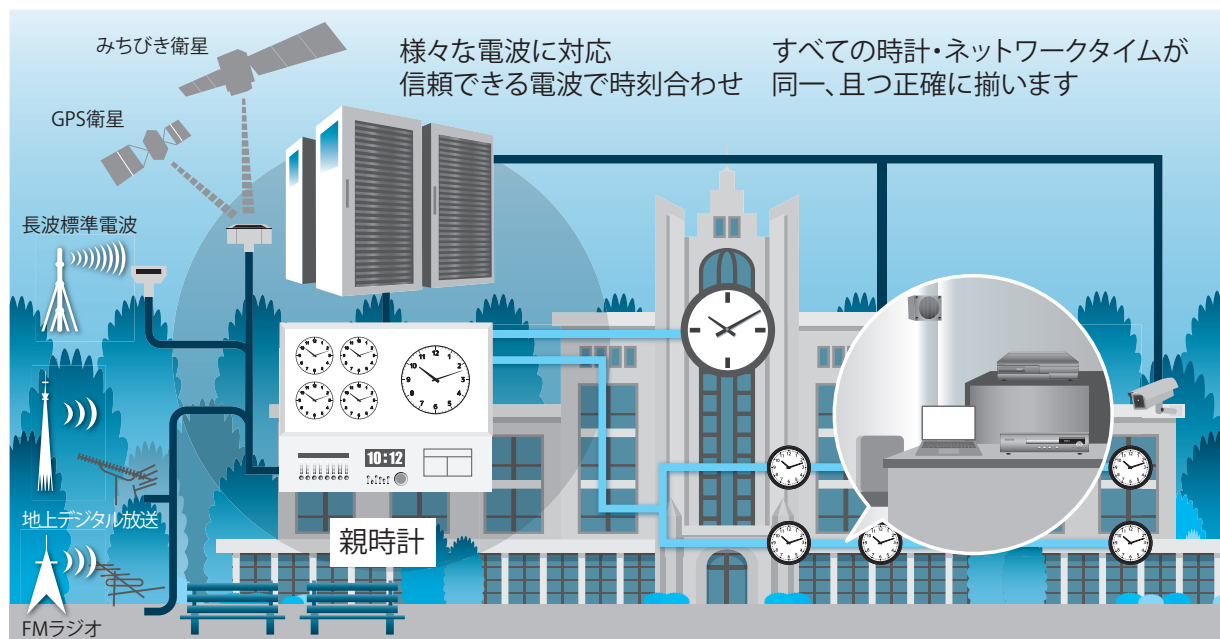 みちびき衛星
GPS衛星
長波標準電波
地上デジタル放送
FMラジオ
様々な電波に対応
信頼できる電波で時刻合わせ
すべての時計・ネットワークタイムが
同一、且つ正確に揃います
10:12
親時計